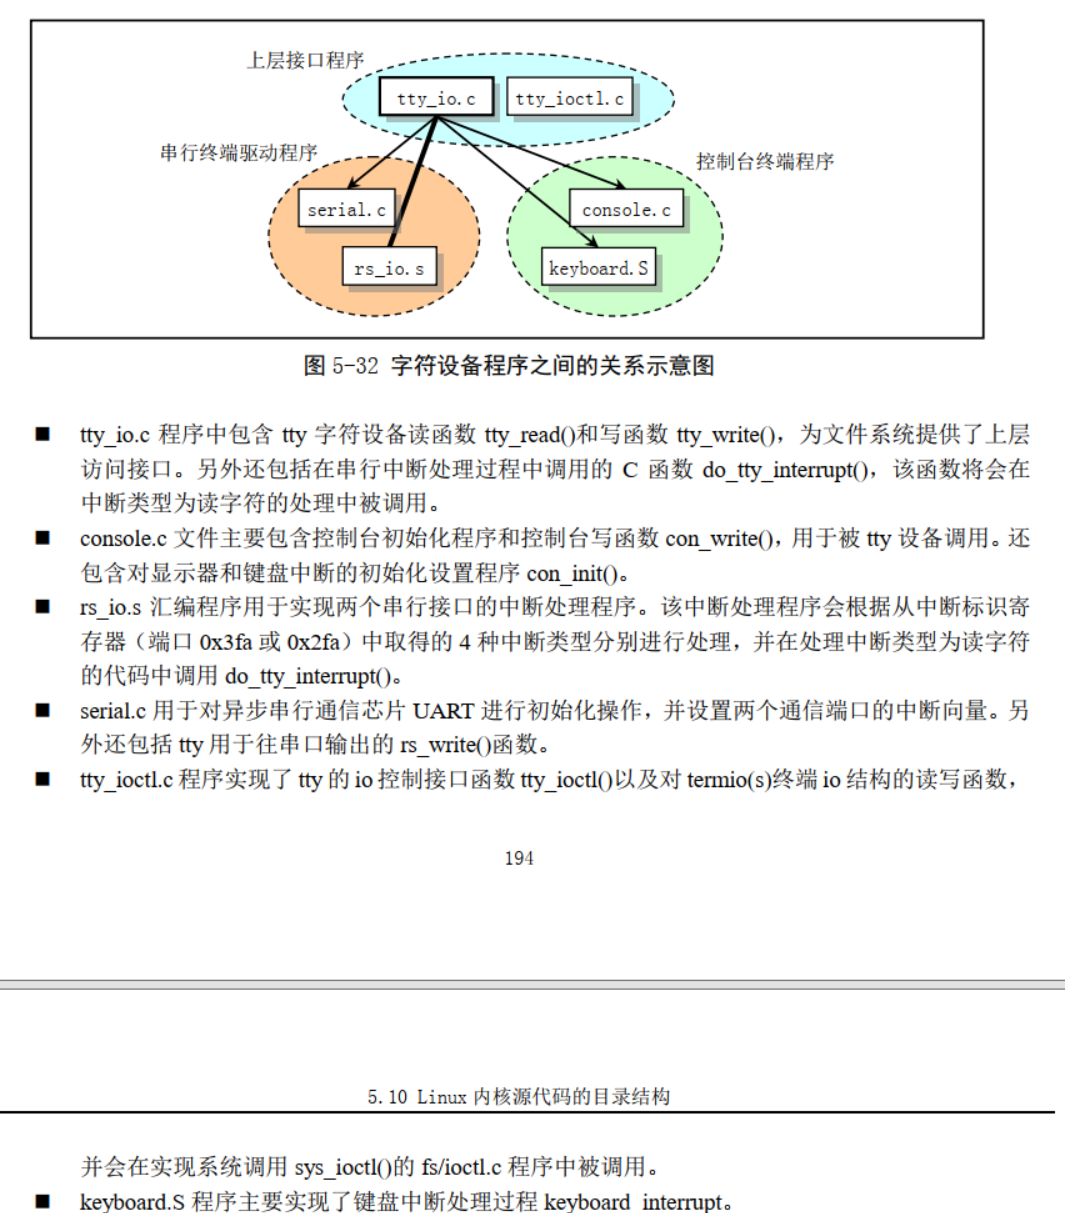 上层接口程序
tty_io.c
tty_ioctl.c
串行终端驱动程序
控制台终端程序
serial.c
console.c
rs_io.s
keyboard.S
图 5-32 字符设备程序之间的关系示意图
■ tty_io.c 程序中包含 tty 字符设备读函数 tty_read()和写函数 tty_write()，为文件系统提供了上层
访问接口。另外还包括在串行中断处理过程中调用的 C 函数 do_tty_interrupt()，该函数将会在
中断类型为读字符的处理中被调用。
■ console.c 文件主要包含控制台初始化程序和控制台写函数 con_write()，用于被 tty 设备调用。还
包含对显示器和键盘中断的初始化设置程序 con_init()。
■ rs_io.s 汇编程序用于实现两个串行接口的中断处理程序。该中断处理程序会根据从中断标识寄
存器（端口 0x3fa 或 0x2fa）中取得的 4 种中断类型分别进行处理，并在处理中断类型为读字符
的代码中调用 do_tty_interrupt()。
■ serial.c 用于对异步串行通信芯片 UART 进行初始化操作，并设置两个通信端口的中断向量。另
外还包括 tty 用于往串口输出的 rs_write()函数。
■ tty_ioctl.c 程序实现了 tty 的 io 控制接口函数 tty_ioctl()以及对 termio(s)终端 io 结构的读写函数，
194
5.10 Linux 内核源代码的目录结构
并会在实现系统调用 sys_ioctl()的 fs/ioctl.c 程序中被调用。
■ keyboard.S 程序主要实现了键盘中断处理过程 keyboard_interrupt。